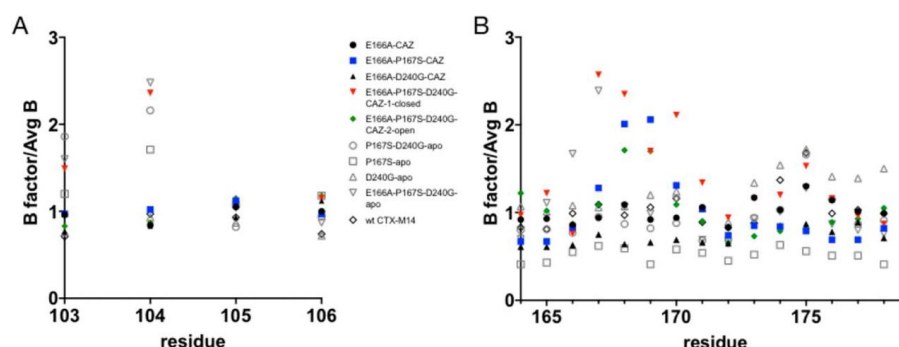 A
B factor/Avg B
3
2
1
0
103
104
105
106
residue
E166A-CAZ
E166A-P167S-CAZ
E166A-D240G-CAZ
E166A-P167S-D240G-
CAZ-1-closed
E166A-P167S-D240G-
CAZ-2-open
P167S-D240G-apo
P167S-apo
D240G-apo
E166A-P167S-D240G-
apo
wt CTX-M14
B
B factor/Avg B
3
2
1
0
165
170
175
residue